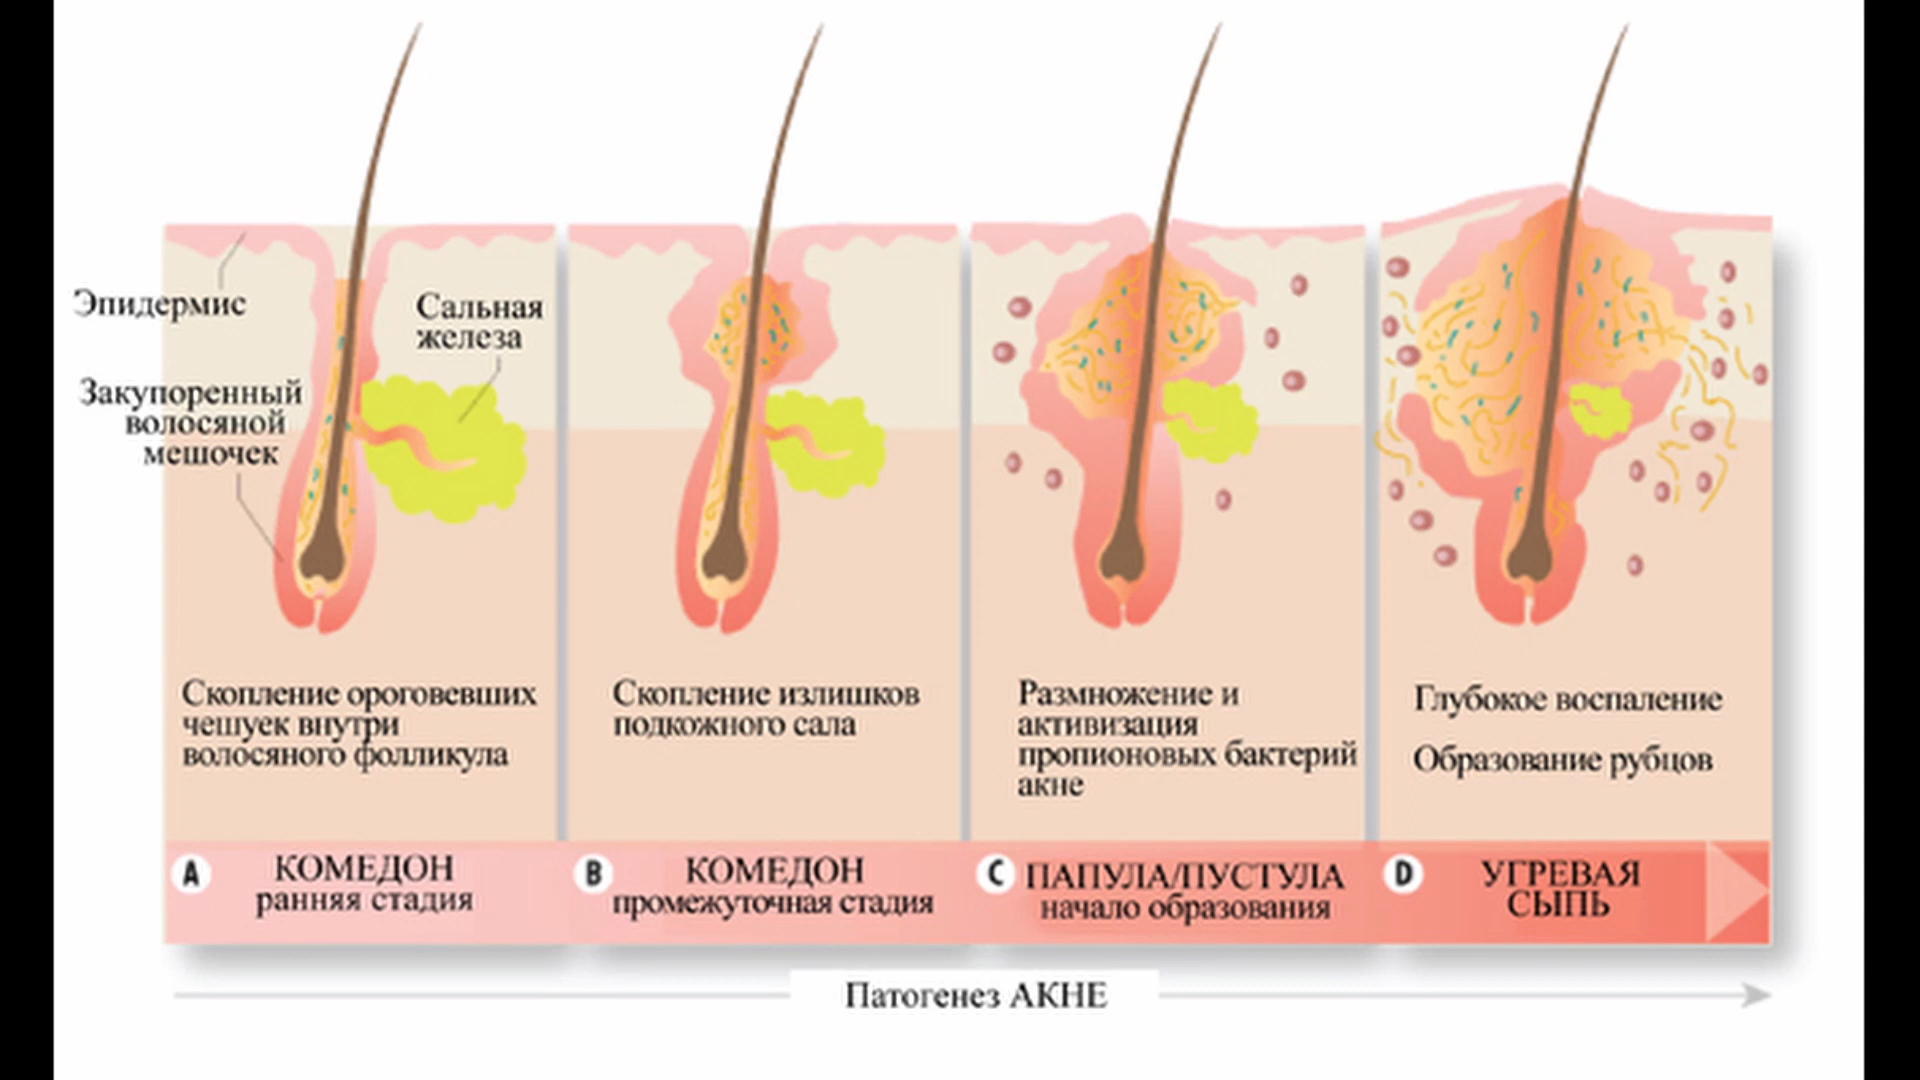 Эпидермис
Сальная
железа
Закупоренный
волосяной
мешочек
Скопление ороговевших
чешуек внутри
волосяного фолликула
Скопление излишков
подкожного сала
Размножение и
активизация
пропионовых бактерий
акне
Глубокое воспаление
Образование рубцов
A КОМЕДОН
ранняя стадия
B КОМЕДОН
промежуточная стадия
C ПАПУЛА/ПУСТУЛА
начало образования
D УГРЕВАЯ
СЫПЬ
Патогенез АКНЕ